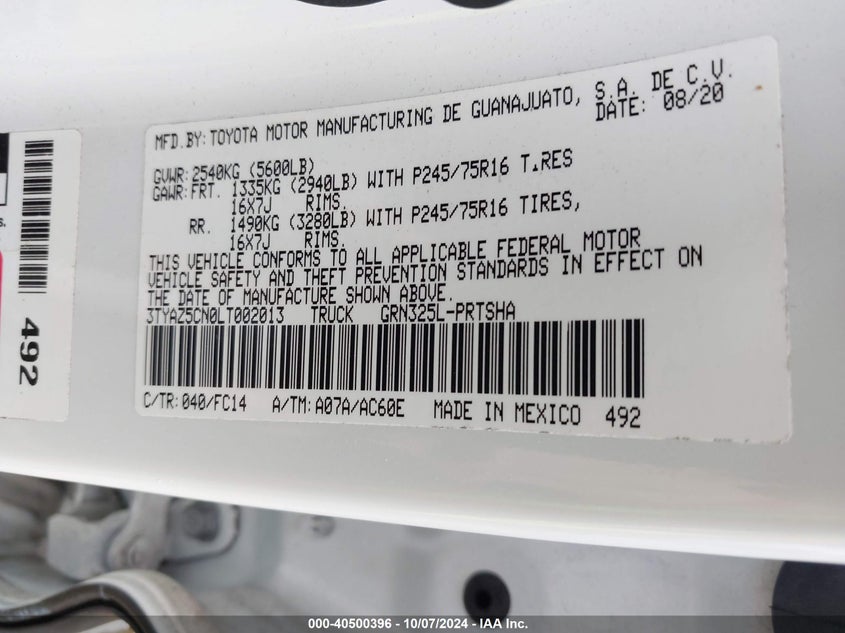 MFD.BY: TOYOTA MOTOR MANUFACTURING DE GUANAJUATO, S.A. DE C.V.
DATE: 08/20
GVWR: 2540KG (5600LB)
GAWR: FRT. 1335KG (2940LB) WITH P245/75R16 T.RES
16X7J RIMS.
RR. 1490KG (3280LB) WITH P245/75R16 TIRES,
16X7J RIMS.
THIS VEHICLE CONFORMS TO ALL APPLICABLE FEDERAL MOTOR
VEHICLE SAFETY AND THEFT PREVENTION STANDARDS IN EFFECT ON
THE DATE OF MANUFACTURE SHOWN ABOVE.
3TYAZ5CN0LT002013 TRUCK GRN325L-PRTSHA
C/TR: 040/FC14 A/TM: A07A/AC60E MADE IN MEXICO 492
492
000-40500396 - 10/07/2024 - IAA Inc.